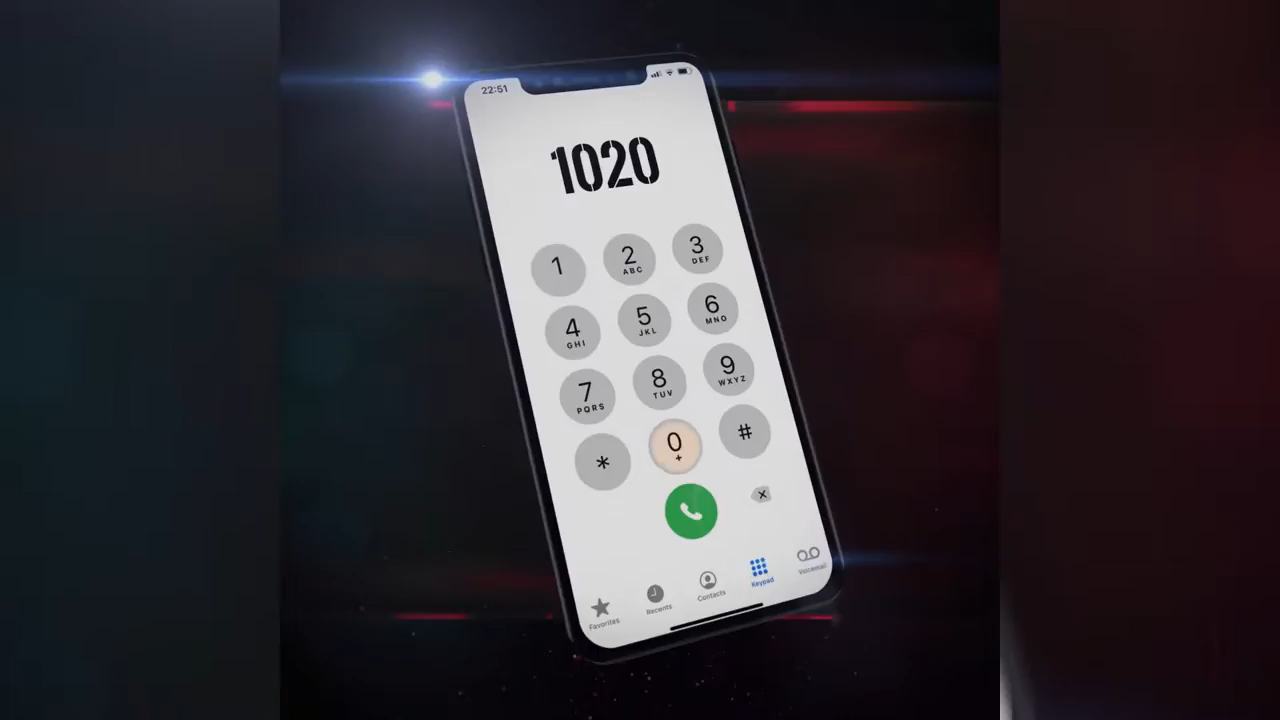 22:51
1020
1
2
ABC
3
DEF
4
GHI
5
JKL
6
MNO
7
PQRS
8
TUV
9
WXYZ
*
0
+
#
Favorites
Recents
Contacts
Keypad
Voicemail